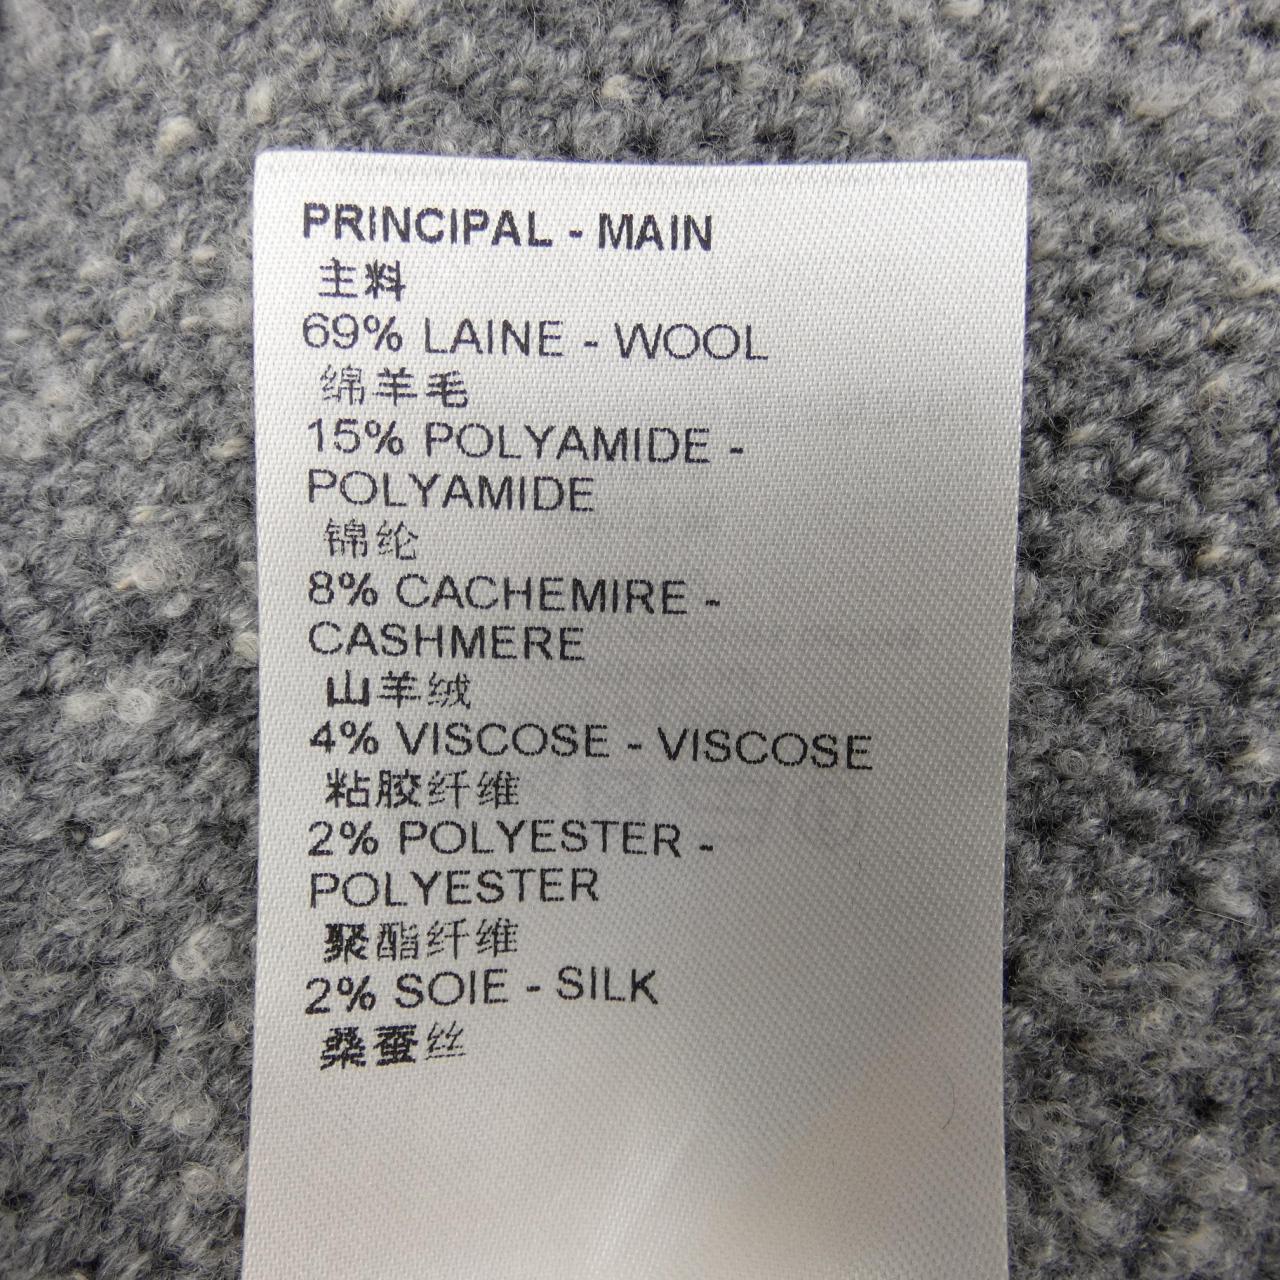 PRINCIPAL - MAIN
主料
69% LAINE - WOOL
绵羊毛
15% POLYAMIDE -
POLYAMIDE
锦纶
8% CACHEMIRE -
CASHMERE
山羊绒
4% VISCOSE - VISCOSE
粘胶纤维
2% POLYESTER -
POLYESTER
聚酯纤维
2% SOIE - SILK
桑蚕丝